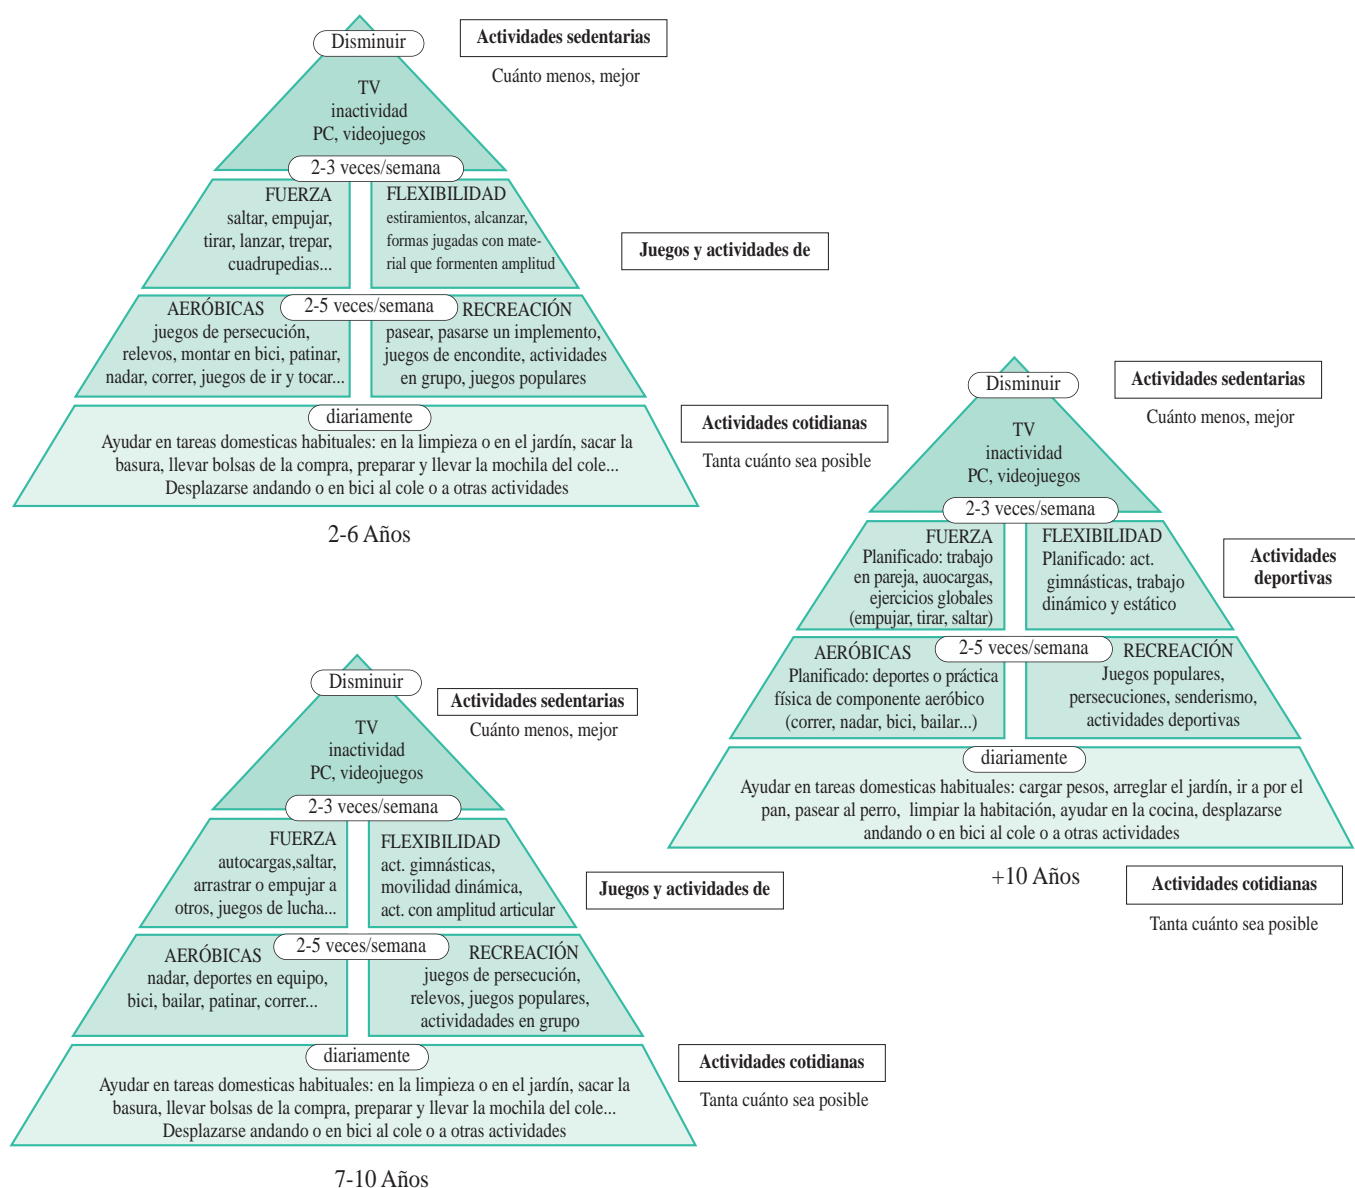 Disminuir
Actividades sedentarias
Cuánto menos, mejor
TV
inactividad
PC, videojuegos
2-3 veces/semana
FUERZA
saltar, empujar,
tirar, lanzar, trepar,
cuadrupedias...
FLEXIBILIDAD
estiramientos, alcanzar,
formas jugadas con mate-
rial que formenten amplitud
Juegos y actividades de
2-5 veces/semana
AERÓBICAS
juegos de persecución,
relevos, montar en bici, patinar,
nadar, correr, juegos de ir y tocar...
RECREACIÓN
pasear, pasarse un implemento,
juegos de encondite, actividades
en grupo, juegos populares
diariamente
Ayudar en tareas domesticas habituales: en la limpieza o en el jardín, sacar la
basura, llevar bolsas de la compra, preparar y llevar la mochila del cole...
Desplazarse andando o en bici al cole o a otras actividades
Actividades cotidianas
Tanta cuánto sea posible
2-6 Años
Disminuir
Actividades sedentarias
Cuánto menos, mejor
TV
inactividad
PC, videojuegos
2-3 veces/semana
FUERZA
Planificado: trabajo
en pareja, auocargas,
ejercicios globales
(empujar, tirar, saltar)
FLEXIBILIDAD
Planificado: act.
gimnásticas, trabajo
dinámico y estático
Actividades
deportivas
2-5 veces/semana
AERÓBICAS
Planificado: deportes o práctica
física de componente aeróbico
(correr, nadar, bici, bailar...)
RECREACIÓN
Juegos populares,
persecuciones, senderismo,
actividades deportivas
diariamente
Ayudar en tareas domesticas habituales: cargar pesos, arreglar el jardín, ir a por el
pan, pasear al perro, limpiar la habitación, ayudar en la cocina, desplazarse
andando o en bici al cole o a otras actividades
+10 Años
Actividades cotidianas
Tanta cuánto sea posible
Disminuir
Actividades sedentarias
Cuánto menos, mejor
TV
inactividad
PC, videojuegos
2-3 veces/semana
FUERZA
autocargas,saltar,
arrastrar o empujar a
otros, juegos de lucha...
FLEXIBILIDAD
act. gimnásticas,
movilidad dinámica,
act. con amplitud articular
Juegos y actividades de
2-5 veces/semana
AERÓBICAS
nadar, deportes en equipo,
bici, bailar, patinar, correr...
RECREACIÓN
juegos de persecución,
relevos, juegos populares,
actividadades en grupo
diariamente
Ayudar en tareas domesticas habituales: en la limpieza o en el jardín, sacar la
basura, llevar bolsas de la compra, preparar y llevar la mochila del cole...
Desplazarse andando o en bici al cole o a otras actividades
Actividades cotidianas
Tanta cuánto sea posible
7-10 Años